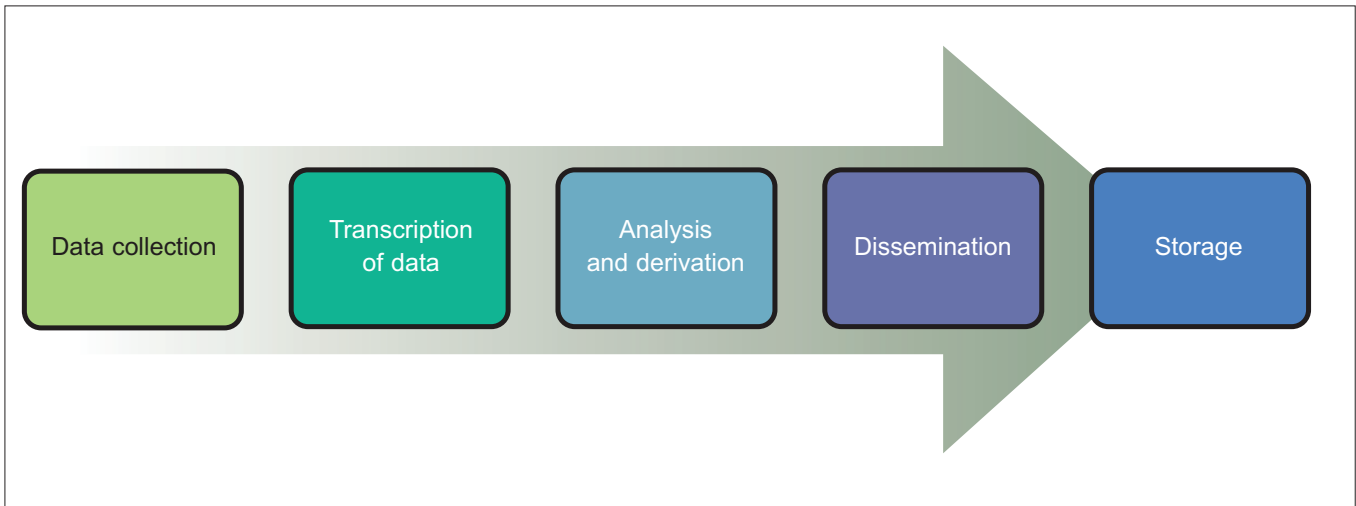 Data collection
Transcription
of data
Analysis
and derivation
Dissemination
Storage